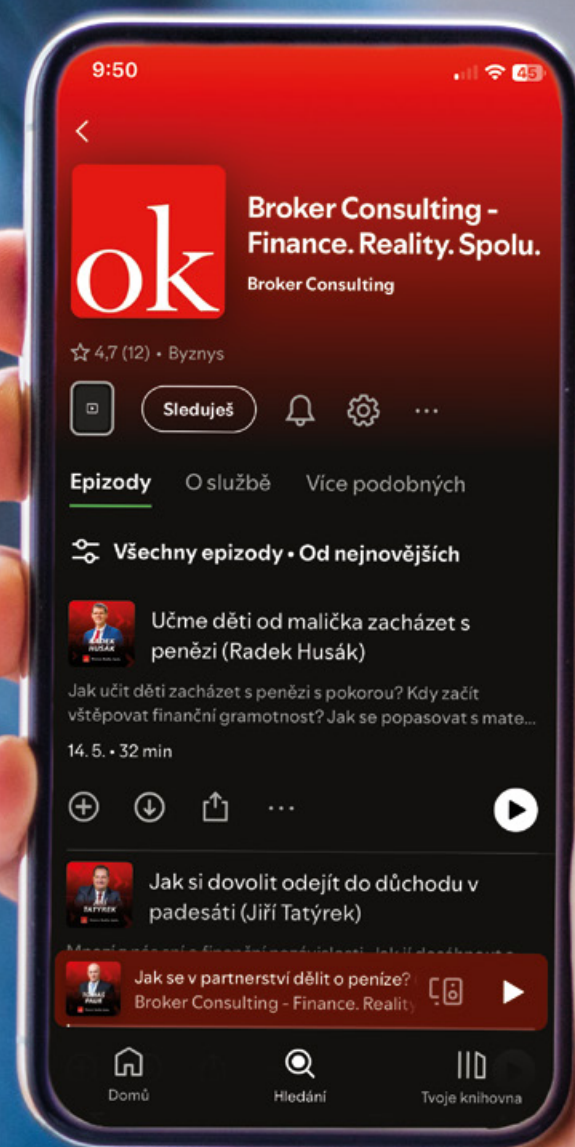 9:50
45
ok
Broker Consulting -
Finance. Reality. Spolu.
Broker Consulting
4,7 (12) • Byznys
Sleduješ
Epizody O službě Více podobných
Všechny epizody • Od nejnovějších
RADEK
HUSÁK
Učme děti od malička zacházet s
penězi (Radek Husák)
Jak učit děti zacházet s penězi s pokorou? Kdy začít
vštěpovat finanční gramotnost? Jak se popasovat s mate...
14. 5. • 32 min
TATÝREK
Jak si dovolit odejít do důchodu v
padesáti (Jiří Tatýrek)
Jak se v partnerství dělit o peníze?
Broker Consulting - Finance. Reality
Domů
Hledání
Tvoje knihovna